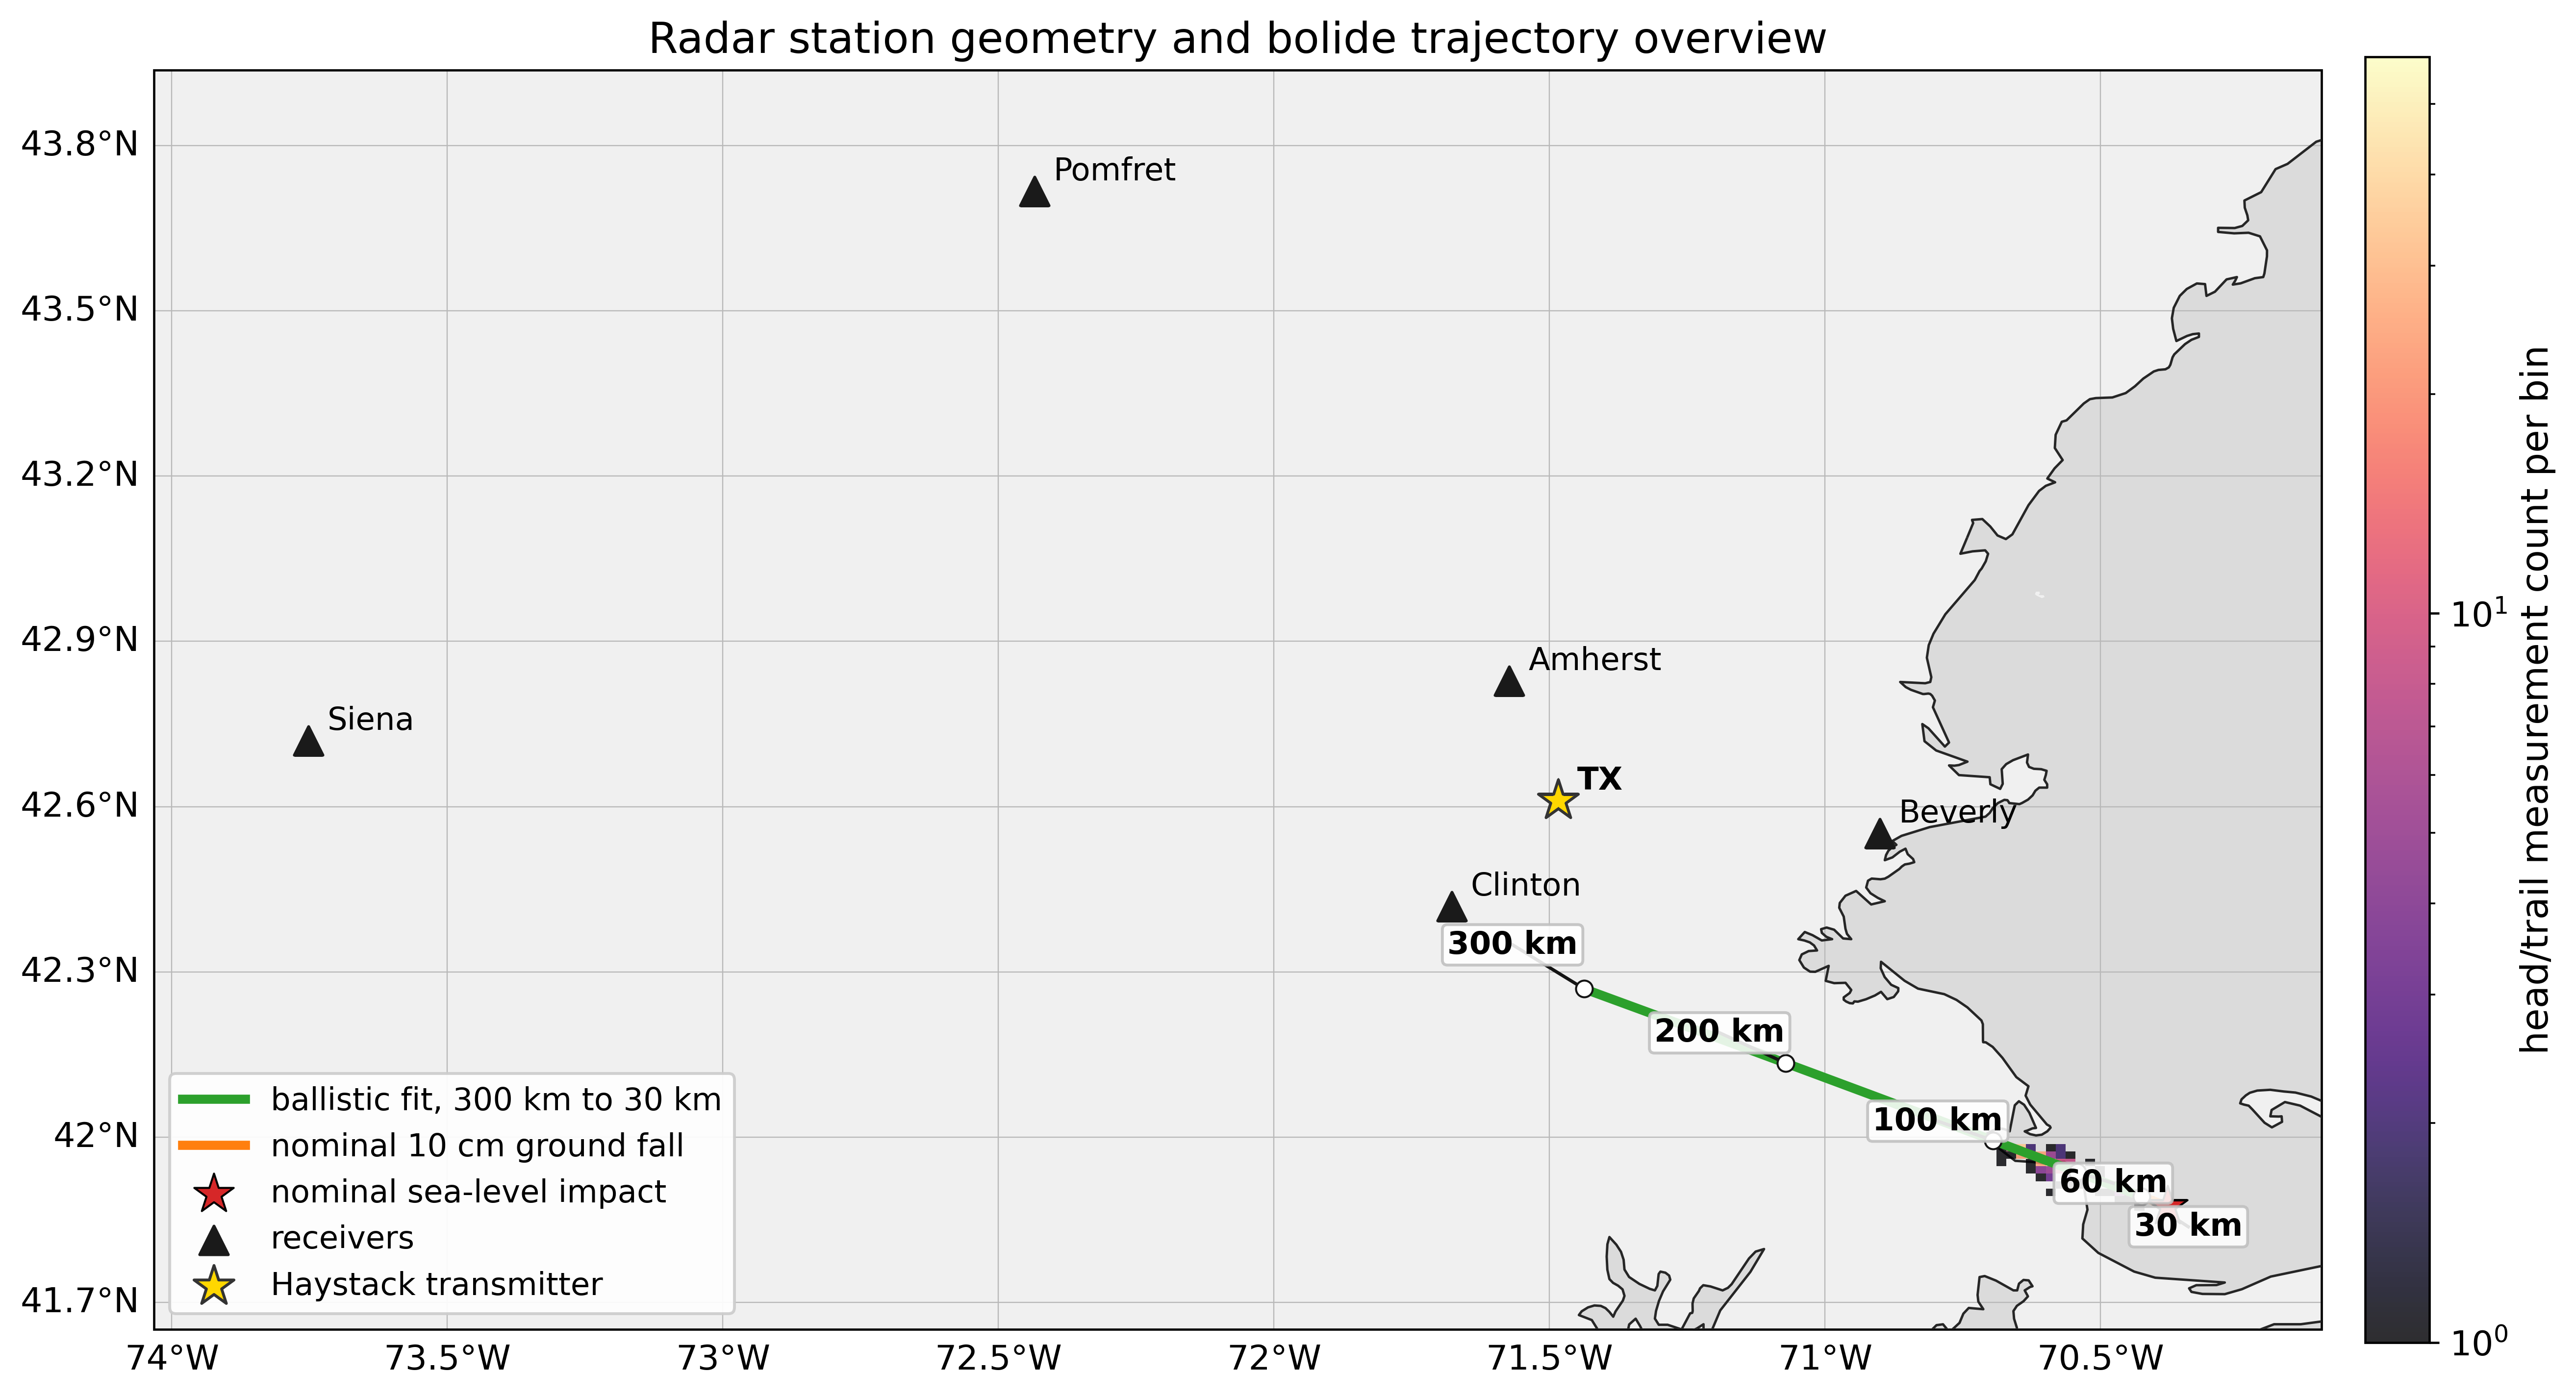 Radar station geometry and bolide trajectory overview
43.8°N
43.5°N
43.2°N
42.9°N
42.6°N
42.3°N
42°N
41.7°N
74°W
73.5°W
73°W
72.5°W
72°W
71.5°W
71°W
70.5°W
Pomfret
Amherst
Siena
TX
Beverly
Clinton
300 km
200 km
100 km
60 km
30 km
ballistic fit, 300 km to 30 km
nominal 10 cm ground fall
nominal sea-level impact
receivers
Haystack transmitter
10¹
10⁰
head/trail measurement count per bin